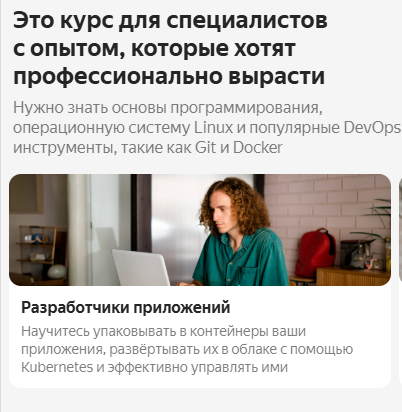 Это курс для специалистов
с опытом, которые хотят
профессионально вырасти
Нужно знать основы программирования,
операционную систему Linux и популярные DevOps
инструменты, такие как Git и Docker
Разработчики приложений
Научитесь упаковывать в контейнеры ваши
приложения, развёртывать их в облаке с помощью
Kubernetes и эффективно управлять ими